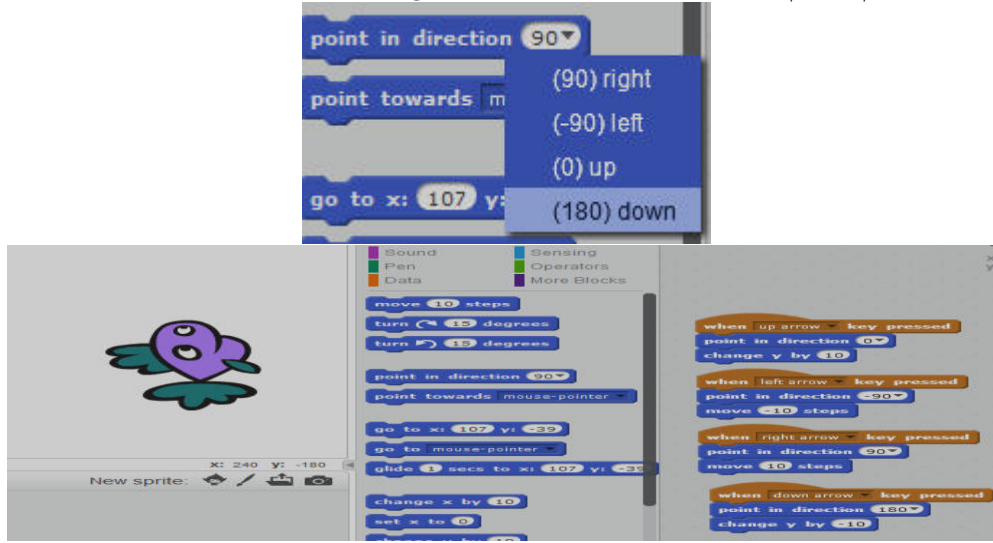 point in direction 90
(90) right
point towards m
(-90) left
(0) up
go to x: 107 y:
(180) down
Sound
Sensing
Pen
Operators
Data
More Blocks
move 10 steps
turn 15 degrees
turn 15 degrees
point in direction 90
point towards mouse-pointer
go to x: 107 y: -39
go to mouse-pointer
glide 1 secs to x: 107 y: -39
change x by 10
set x to 0
change y by 10
x: 240 y: -180
New sprite:
x
y
when up arrow key pressed
point in direction 0
change y by 10
when left arrow key pressed
point in direction -90
move -10 steps
when right arrow key pressed
point in direction 90
move 10 steps
when down arrow key pressed
point in direction 180
change y by -10